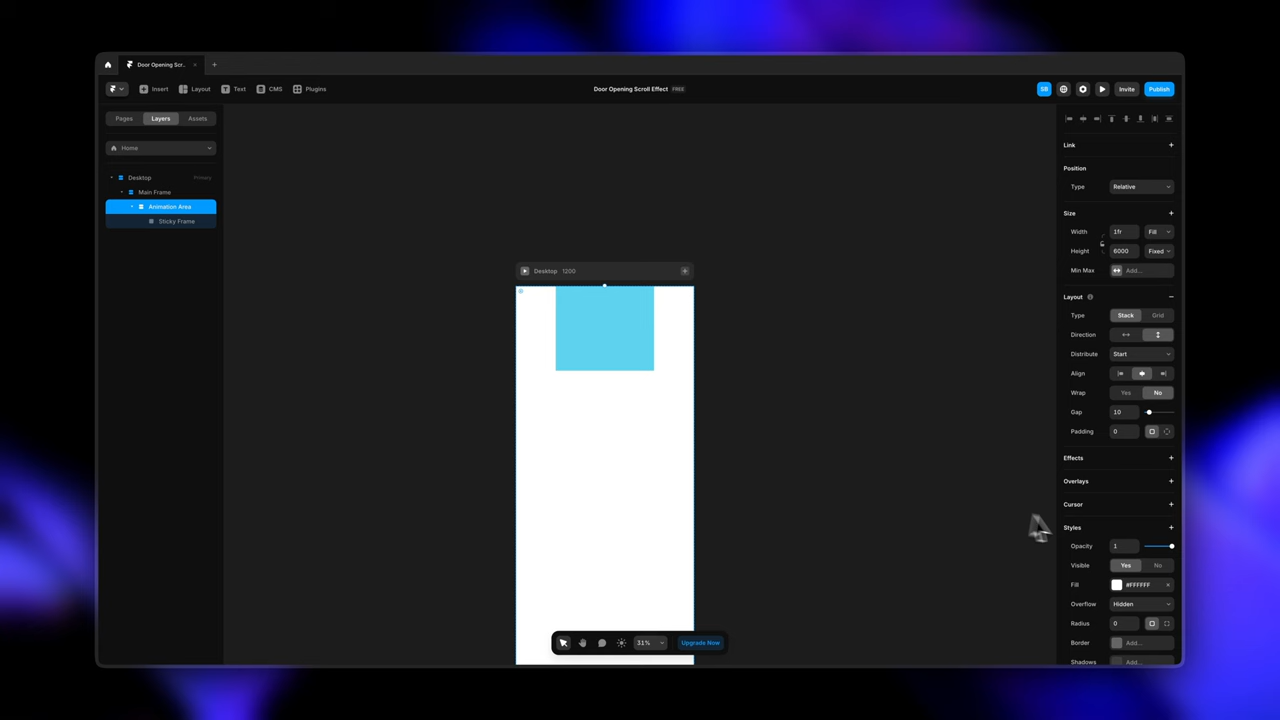 Door Opening Scr..
Insert Layout Text CMS Plugins
Door Opening Scroll Effect FREE
SB Invite Publish
Pages Layers Assets
Home
Desktop Primary
Main Frame
Animation Area
Sticky Frame
Desktop 1200
Link
Position
Type Relative
Size
Width 1fr Fill
Height 6000 Fixed
Min Max Add...
Layout
Type Stack Grid
Direction
Distribute Start
Align
Wrap Yes No
Gap 10
Padding 0
Effects
Overlays
Cursor
Styles
Opacity 1
Visible Yes No
Fill #FFFFFF
Overflow Hidden
Radius 0
Border Add...
Shadows Add...
31% Upgrade Now